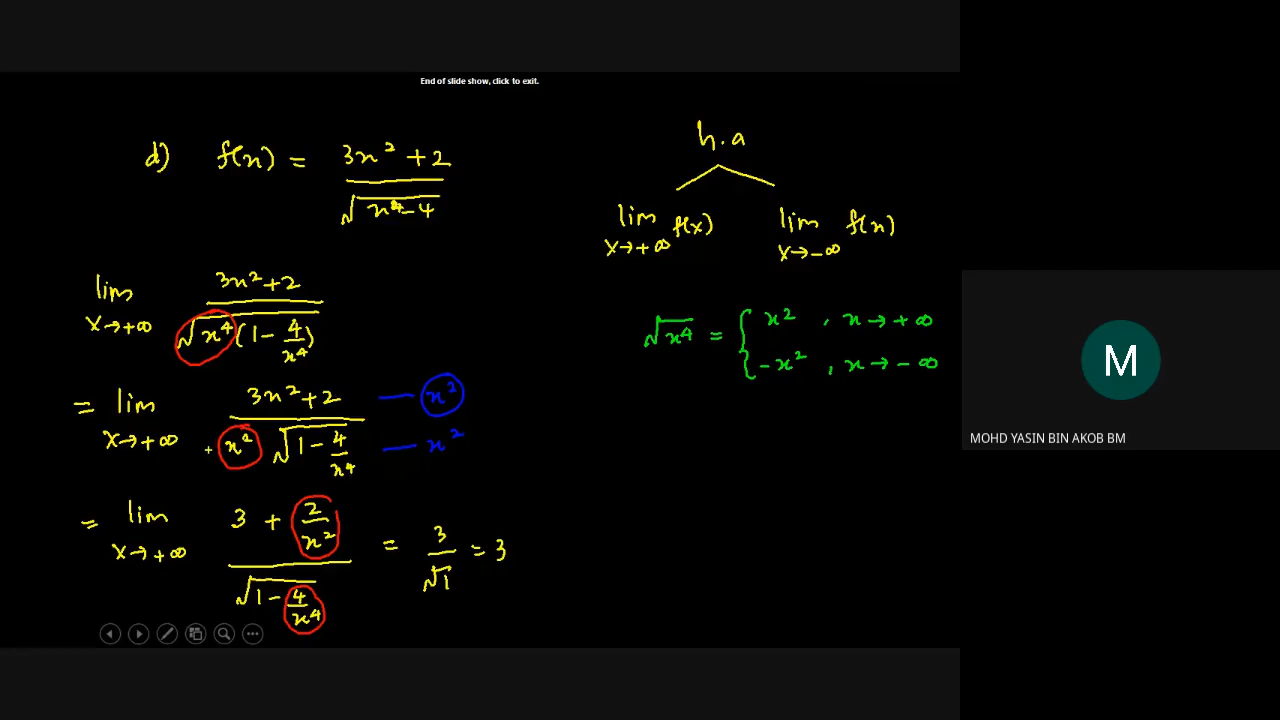 End of slide show, click to exit.
d) f(x) = (3x² + 2) / √(x⁴ - 4)
h.a
lim x→+∞ f(x)
lim x→-∞ f(x)
lim x→+∞ (3x² + 2) / √(x⁴(1 - 4/x⁴)
√x⁴ = { x² , x→+∞
{ -x² , x→-∞
= lim x→+∞ (3x² + 2) / (+ x² √(1 - 4/x⁴)) — x²
— x²
= lim x→+∞ (3 + 2/x²) / √(1 - 4/x⁴) = 3/√1 = 3
M
MOHD YASIN BIN AKOB BM